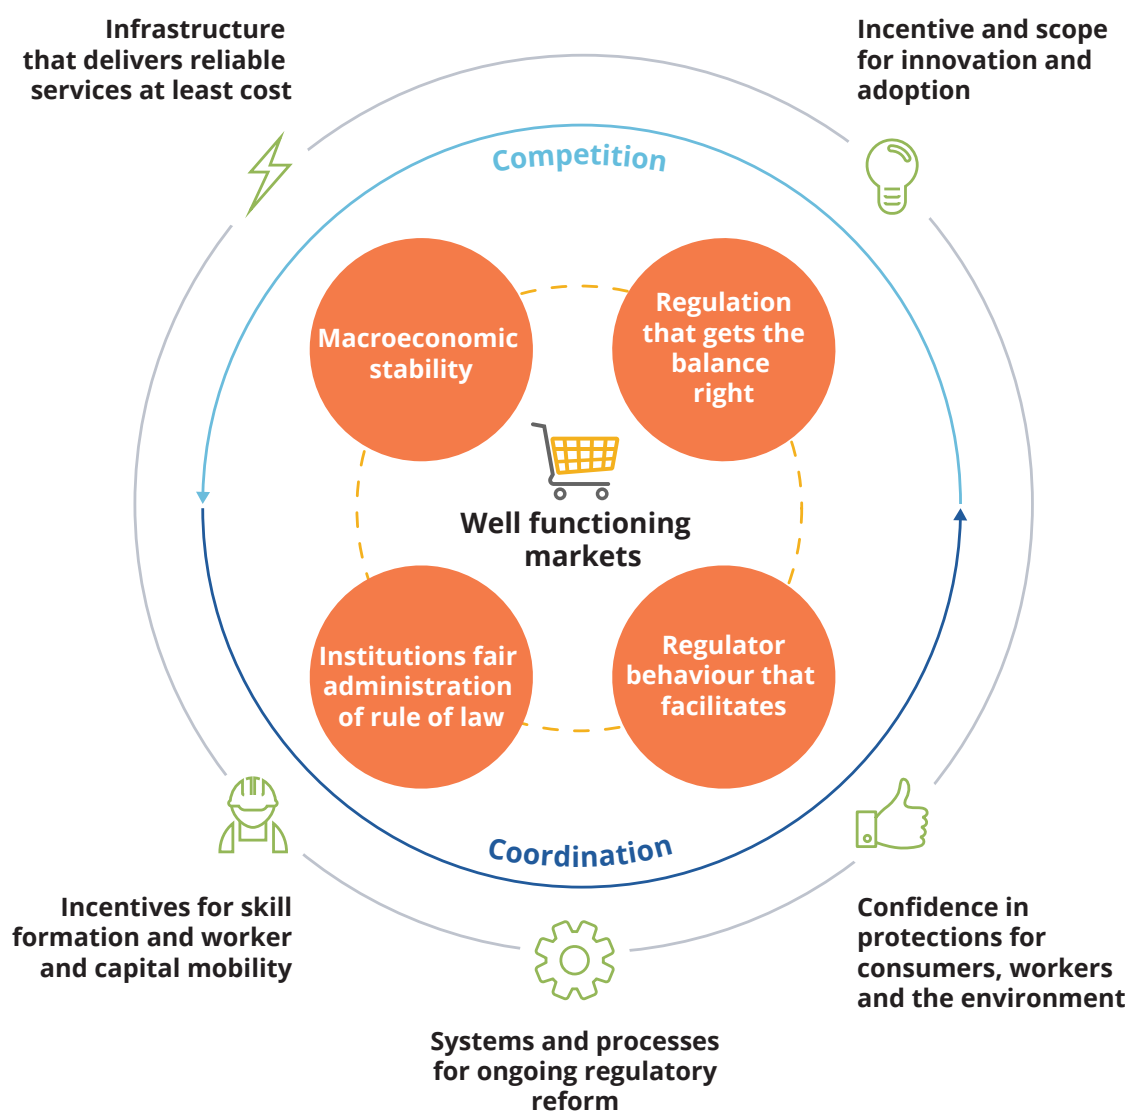 Infrastructure
that delivers reliable
services at least cost
Incentive and scope
for innovation and
adoption
Competition
Macroeconomic
stability
Regulation
that gets the
balance
right
Well functioning
markets
Institutions fair
administration
of rule of law
Regulator
behaviour that
facilitates
Coordination
Incentives for skill
formation and worker
and capital mobility
Confidence in
protections for
consumers, workers
and the environment
Systems and processes
for ongoing regulatory
reform